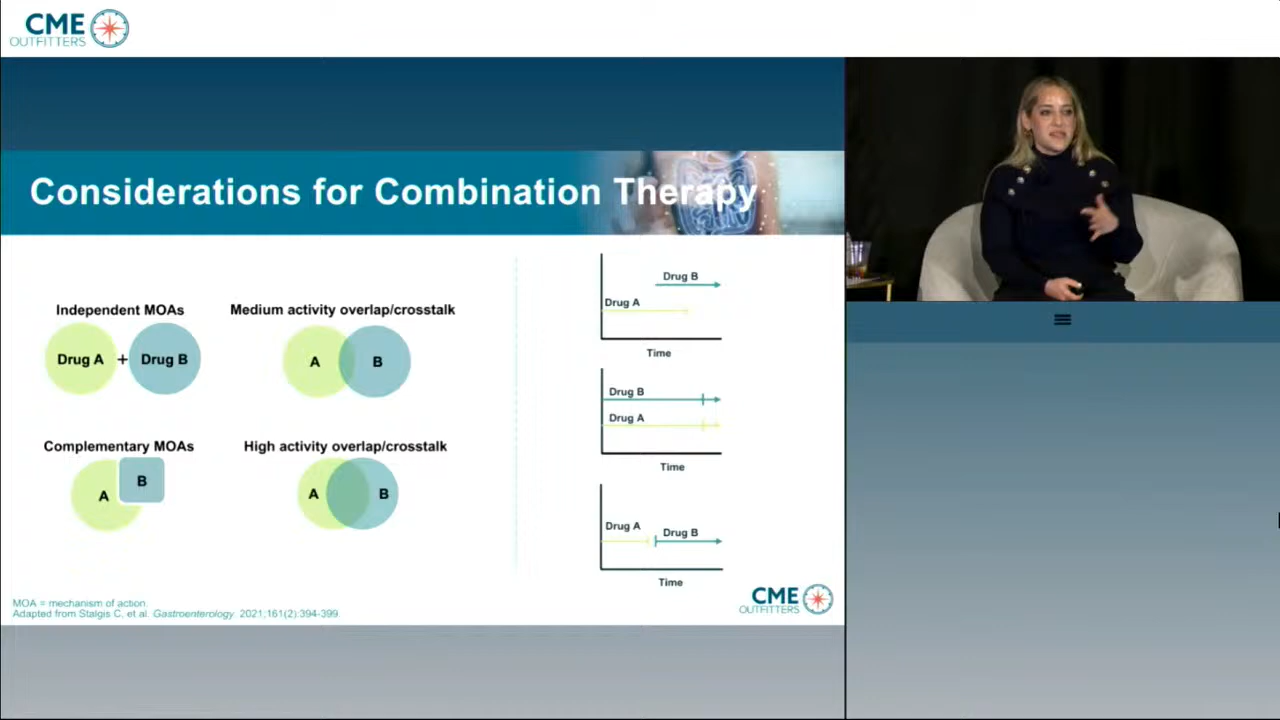 CME
OUTFITTERS
Considerations for Combination Therapy
Independent MOAs
Drug A + Drug B
Medium activity overlap/crosstalk
A B
Complementary MOAs
A B
High activity overlap/crosstalk
A B
Drug B
Drug A
Time
Drug B
Drug A
Time
Drug A Drug B
Time
MOA = mechanism of action.
Adapted from Stalgis C, et al. Gastroenterology. 2021;161(2):394-399.
CME
OUTFITTERS